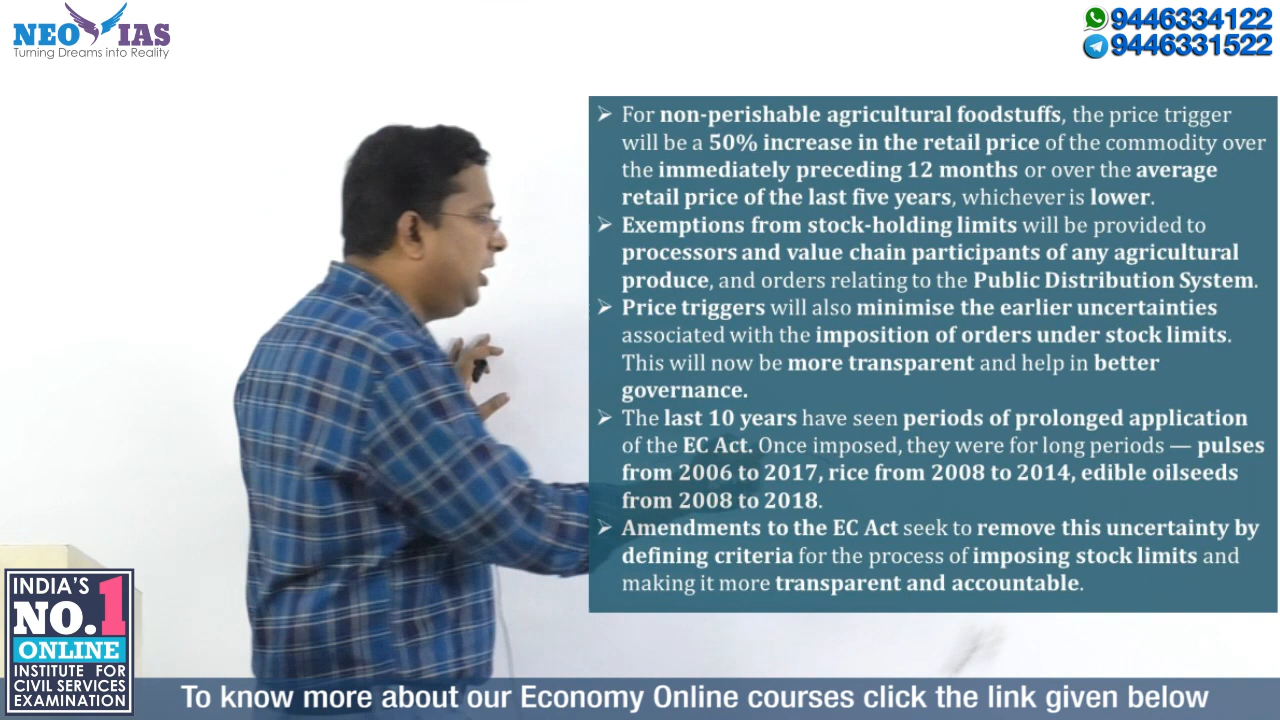 NEO IAS
Turning Dreams into Reality
9446334122
9446331522
➢ For non-perishable agricultural foodstuffs, the price trigger
will be a 50% increase in the retail price of the commodity over
the immediately preceding 12 months or over the average
retail price of the last five years, whichever is lower.
➢ Exemptions from stock-holding limits will be provided to
processors and value chain participants of any agricultural
produce, and orders relating to the Public Distribution System.
➢ Price triggers will also minimise the earlier uncertainties
associated with the imposition of orders under stock limits.
This will now be more transparent and help in better
governance.
➢ The last 10 years have seen periods of prolonged application
of the EC Act. Once imposed, they were for long periods — pulses
from 2006 to 2017, rice from 2008 to 2014, edible oilseeds
from 2008 to 2018.
➢ Amendments to the EC Act seek to remove this uncertainty by
defining criteria for the process of imposing stock limits and
making it more transparent and accountable.
INDIA'S
NO.1
ONLINE
INSTITUTE FOR
CIVIL SERVICES
EXAMINATION
To know more about our Economy Online courses click the link given below